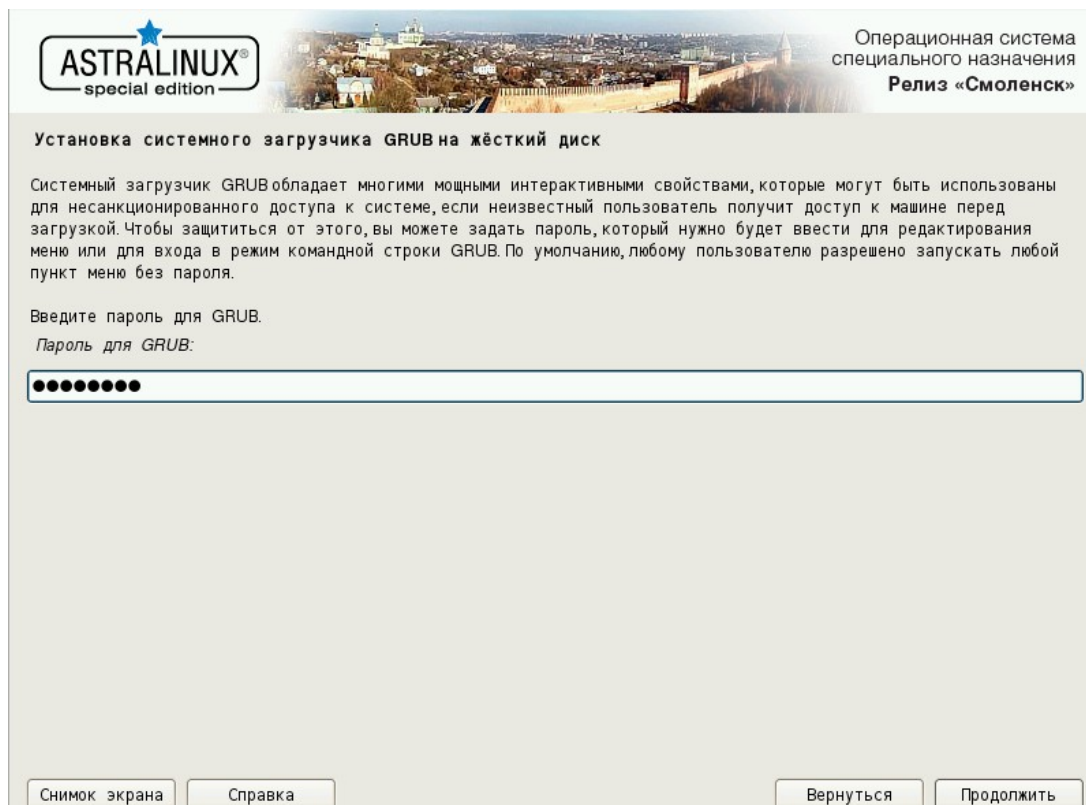 ASTRALINUX®
special edition
Операционная система
специального назначения
Релиз «Смоленск»
Установка системного загрузчика GRUB на жёсткий диск
Системный загрузчик GRUB обладает многими мощными интерактивными свойствами, которые могут быть использованы
для несанкционированного доступа к системе, если неизвестный пользователь получит доступ к машине перед
загрузкой. Чтобы защититься от этого, вы можете задать пароль, который нужно будет ввести для редактирования
меню или для входа в режим командной строки GRUB. По умолчанию, любому пользователю разрешено запускать любой
пункт меню без пароля.
Введите пароль для GRUB.
Пароль для GRUB:
●●●●●●●●
Снимок экрана
Справка
Вернуться
Продолжить